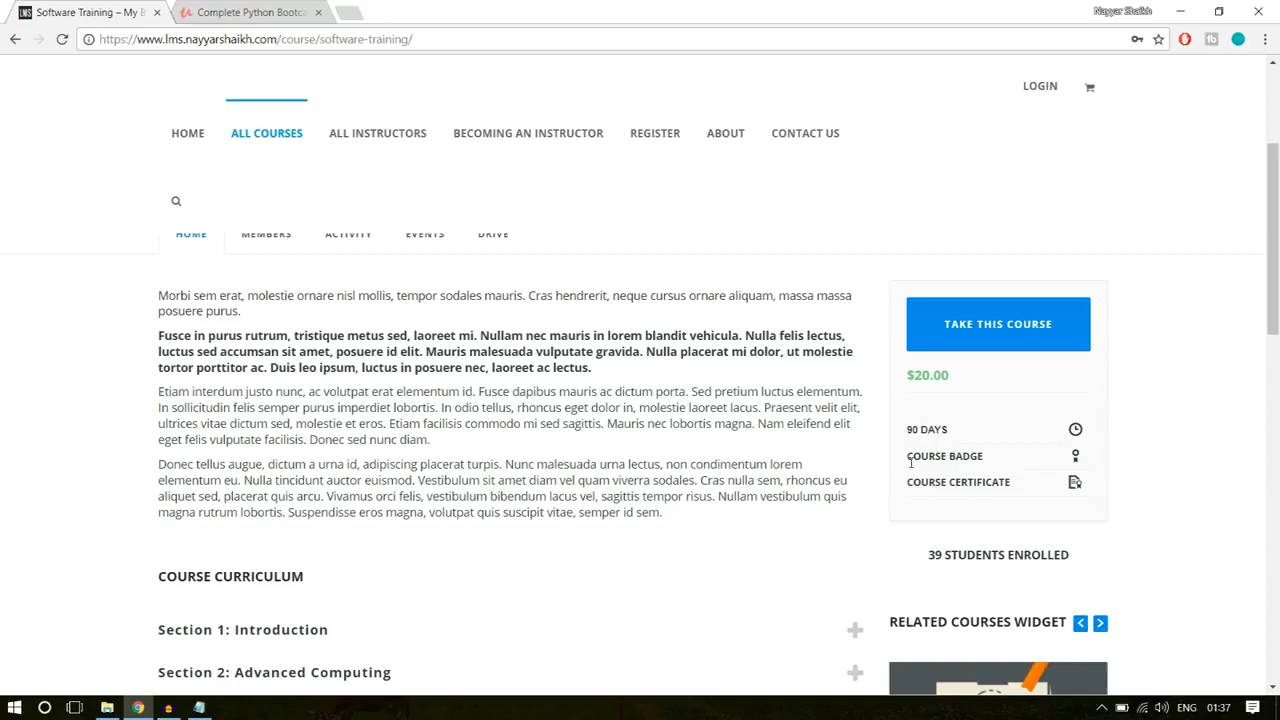 Software Training – My B
Complete Python Bootca
Nayyar Shaikh
https://www.lms.nayyarshaikh.com/course/software-training/
LOGIN
HOME ALL COURSES ALL INSTRUCTORS BECOMING AN INSTRUCTOR REGISTER ABOUT CONTACT US
HOME MEMBERS ACTIVITY EVENTS DRIVE
Morbi sem erat, molestie ornare nisl mollis, tempor sodales mauris. Cras hendrerit, neque cursus ornare aliquam, massa massa
posuere purus.
Fusce in purus rutrum, tristique metus sed, laoreet mi. Nullam nec mauris in lorem blandit vehicula. Nulla felis lectus,
luctus sed accumsan sit amet, posuere id elit. Mauris malesuada vulputate gravida. Nulla placerat mi dolor, ut molestie
tortor porttitor ac. Duis leo ipsum, luctus in posuere nec, laoreet ac lectus.
Etiam interdum justo nunc, ac volutpat erat elementum id. Fusce dapibus mauris ac dictum porta. Sed pretium luctus elementum.
In sollicitudin felis semper purus imperdiet lobortis. In odio tellus, rhoncus eget dolor in, molestie laoreet lacus. Praesent velit elit,
ultrices vitae dictum sed, molestie et eros. Etiam facilisis commodo mi sed sagittis. Mauris nec lobortis magna. Nam eleifend elit
eget felis vulputate facilisis. Donec sed nunc diam.
Donec tellus augue, dictum a urna id, adipiscing placerat turpis. Nunc malesuada urna lectus, non condimentum lorem
elementum eu. Nulla tincidunt auctor euismod. Vestibulum sit amet diam vel quam viverra sodales. Cras nulla sem, rhoncus eu
aliquet sed, placerat quis arcu. Vivamus orci felis, vestibulum bibendum lacus vel, sagittis tempor risus. Nullam vestibulum quis
magna rutrum lobortis. Suspendisse eros magna, volutpat quis suscipit vitae, semper id sem.
TAKE THIS COURSE
$20.00
90 DAYS
COURSE BADGE
COURSE CERTIFICATE
39 STUDENTS ENROLLED
COURSE CURRICULUM
Section 1: Introduction
Section 2: Advanced Computing
RELATED COURSES WIDGET
ENG 01:37